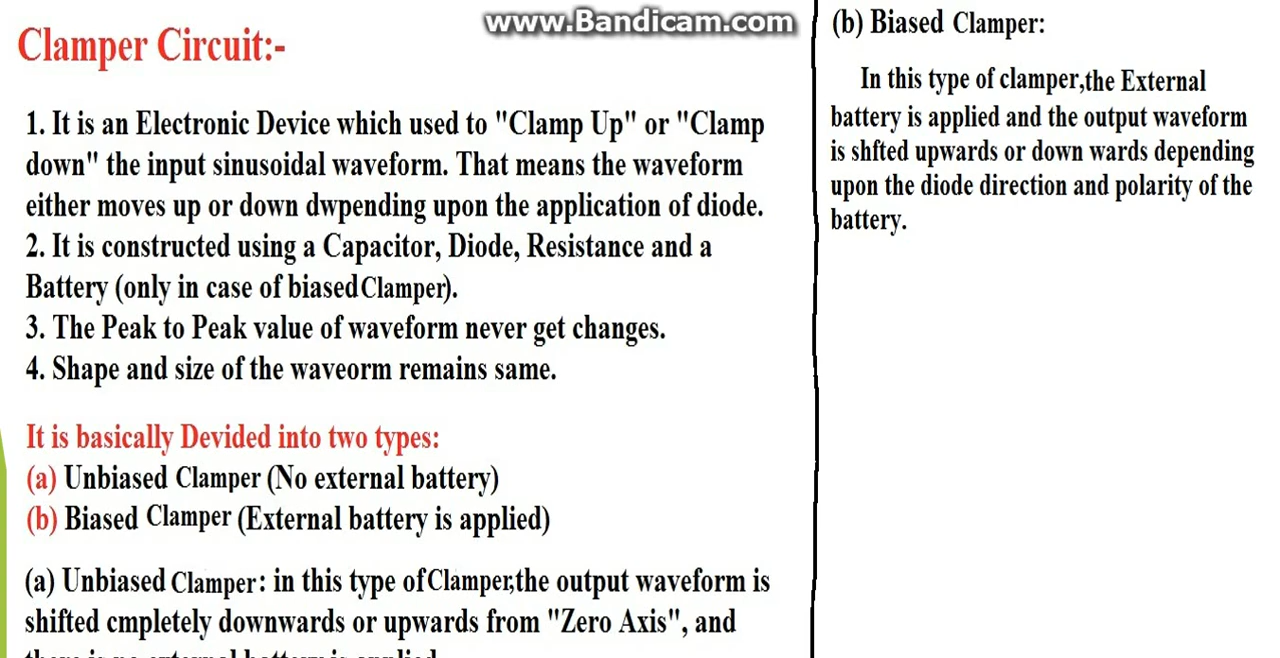 www.Bandicam.com
Clamper Circuit:-
1. It is an Electronic Device which used to "Clamp Up" or "Clamp
down" the input sinusoidal waveform. That means the waveform
either moves up or down dwpending upon the application of diode.
2. It is constructed using a Capacitor, Diode, Resistance and a
Battery (only in case of biased Clamper).
3. The Peak to Peak value of waveform never get changes.
4. Shape and size of the waveorm remains same.
It is basically Devided into two types:
(a) Unbiased Clamper (No external battery)
(b) Biased Clamper (External battery is applied)
(a) Unbiased Clamper: in this type of Clamper,the output waveform is
shifted cmpletely downwards or upwards from "Zero Axis", and
there is no external battery is applied
(b) Biased Clamper:
In this type of clamper,the External
battery is applied and the output waveform
is shfted upwards or down wards depending
upon the diode direction and polarity of the
battery.